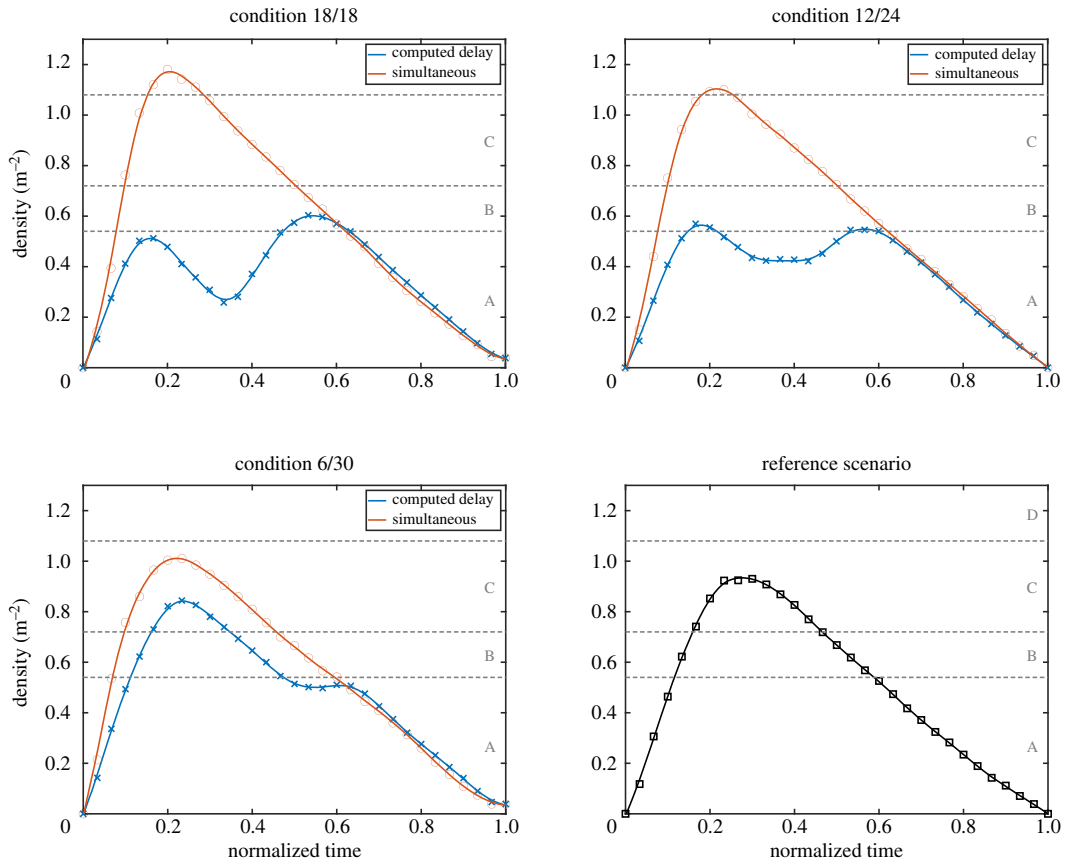 condition 18/18
condition 12/24
density (m⁻²)
1.2
1.0
0.8
0.6
0.4
0.2
0
0.2
0.4
0.6
0.8
1.0
computed delay
simultaneous
C
B
A
1.2
1.0
0.8
0.6
0.4
0.2
0
0.2
0.4
0.6
0.8
1.0
computed delay
simultaneous
C
B
A
condition 6/30
reference scenario
density (m⁻²)
1.2
1.0
0.8
0.6
0.4
0.2
0
0.2
0.4
0.6
0.8
1.0
normalized time
computed delay
simultaneous
C
B
A
1.2
1.0
0.8
0.6
0.4
0.2
0
0.2
0.4
0.6
0.8
1.0
normalized time
D
C
B
A